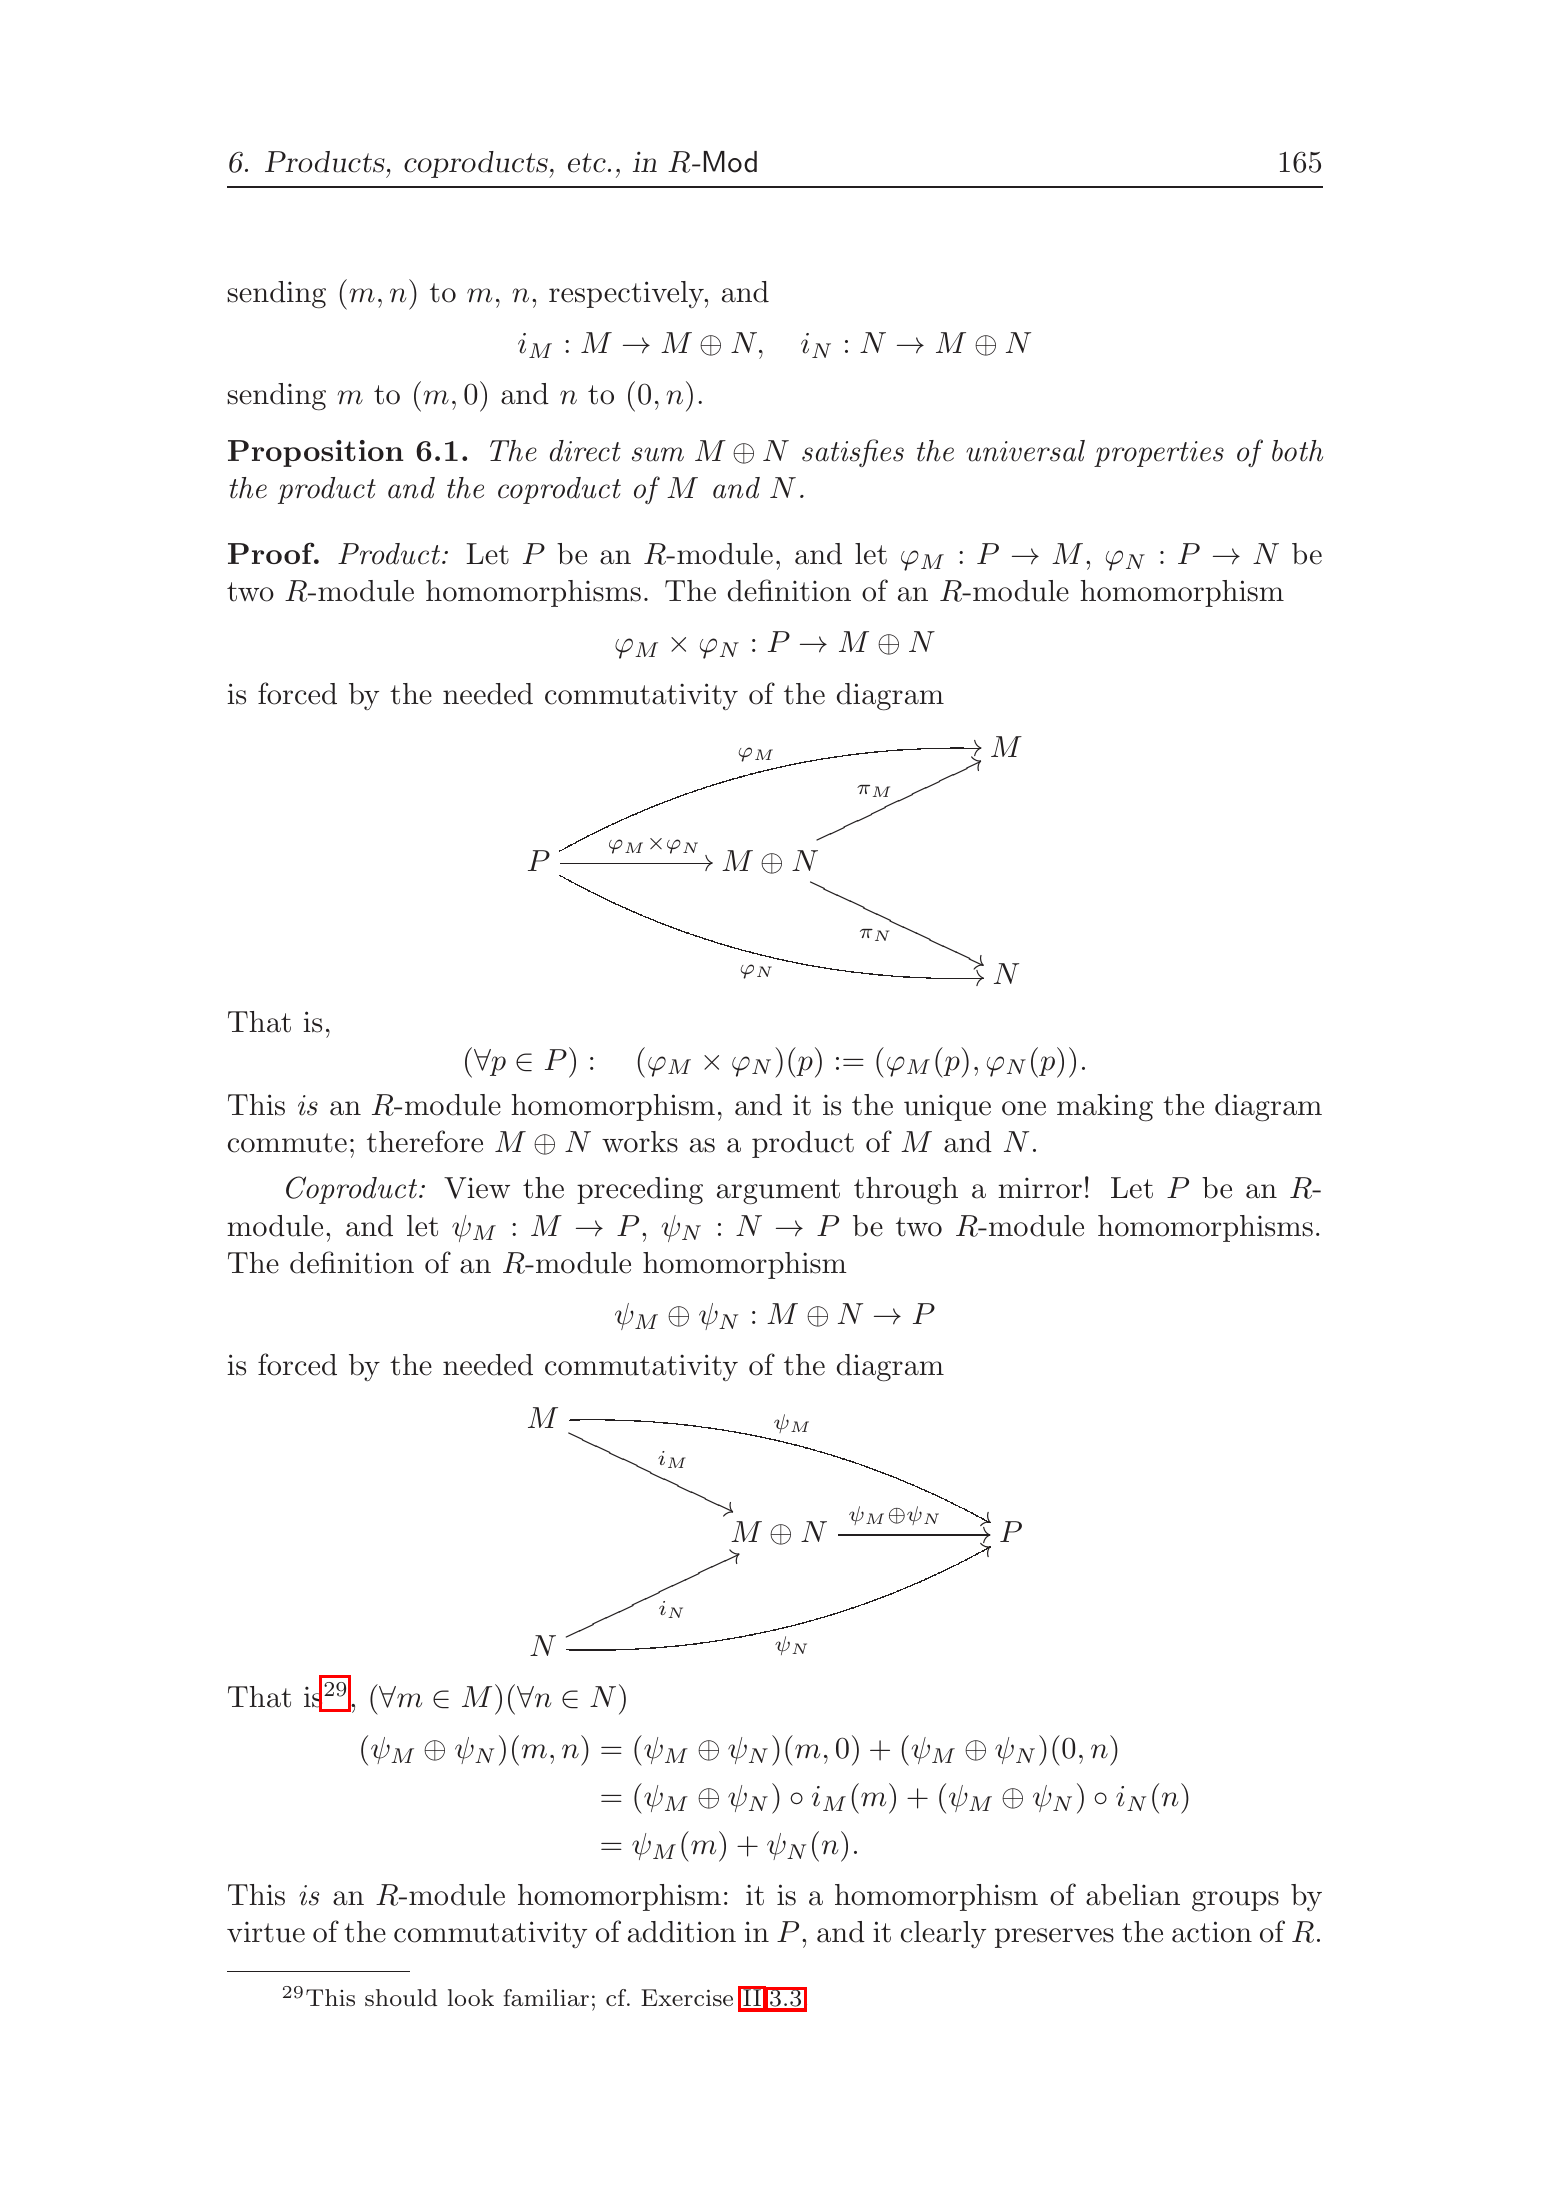 6. Products, coproducts, etc., in R-Mod 165
sending (m, n) to m, n, respectively, and
i_M : M → M ⊕ N, i_N : N → M ⊕ N
sending m to (m, 0) and n to (0, n).
Proposition 6.1. The direct sum M ⊕ N satisfies the universal properties of both
the product and the coproduct of M and N.
Proof. Product: Let P be an R-module, and let φ_M : P → M, φ_N : P → N be
two R-module homomorphisms. The definition of an R-module homomorphism
φ_M × φ_N : P → M ⊕ N
is forced by the needed commutativity of the diagram
φ_M M
π_M
P φ_M×φ_N M ⊕ N
π_N
φ_N N
That is,
(∀p ∈ P) : (φ_M × φ_N)(p) := (φ_M(p), φ_N(p)).
This is an R-module homomorphism, and it is the unique one making the diagram
commute; therefore M ⊕ N works as a product of M and N.
Coproduct: View the preceding argument through a mirror! Let P be an R-
module, and let ψ_M : M → P, ψ_N : N → P be two R-module homomorphisms.
The definition of an R-module homomorphism
ψ_M ⊕ ψ_N : M ⊕ N → P
is forced by the needed commutativity of the diagram
M ψ_M
i_M
M ⊕ N ψ_M⊕ψ_N P
i_N
N ψ_N
That is²⁹, (∀m ∈ M)(∀n ∈ N)
(ψ_M ⊕ ψ_N)(m, n) = (ψ_M ⊕ ψ_N)(m, 0) + (ψ_M ⊕ ψ_N)(0, n)
= (ψ_M ⊕ ψ_N) ∘ i_M(m) + (ψ_M ⊕ ψ_N) ∘ i_N(n)
= ψ_M(m) + ψ_N(n).
This is an R-module homomorphism: it is a homomorphism of abelian groups by
virtue of the commutativity of addition in P, and it clearly preserves the action of R.
²⁹This should look familiar; cf. Exercise II.3.3.